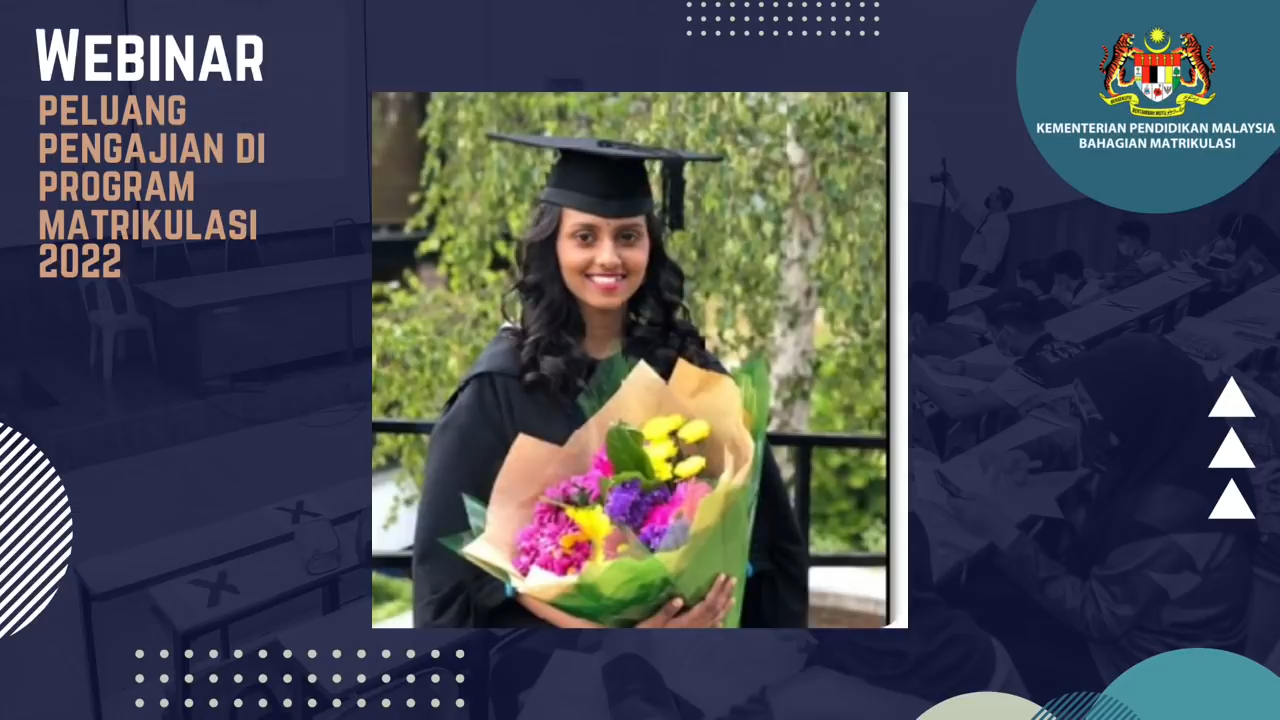 WEBINAR
PELUANG
PENGAJIAN DI
PROGRAM
MATRIKULASI
2022
KEMENTERIAN PENDIDIKAN MALAYSIA
BAHAGIAN MATRIKULASI